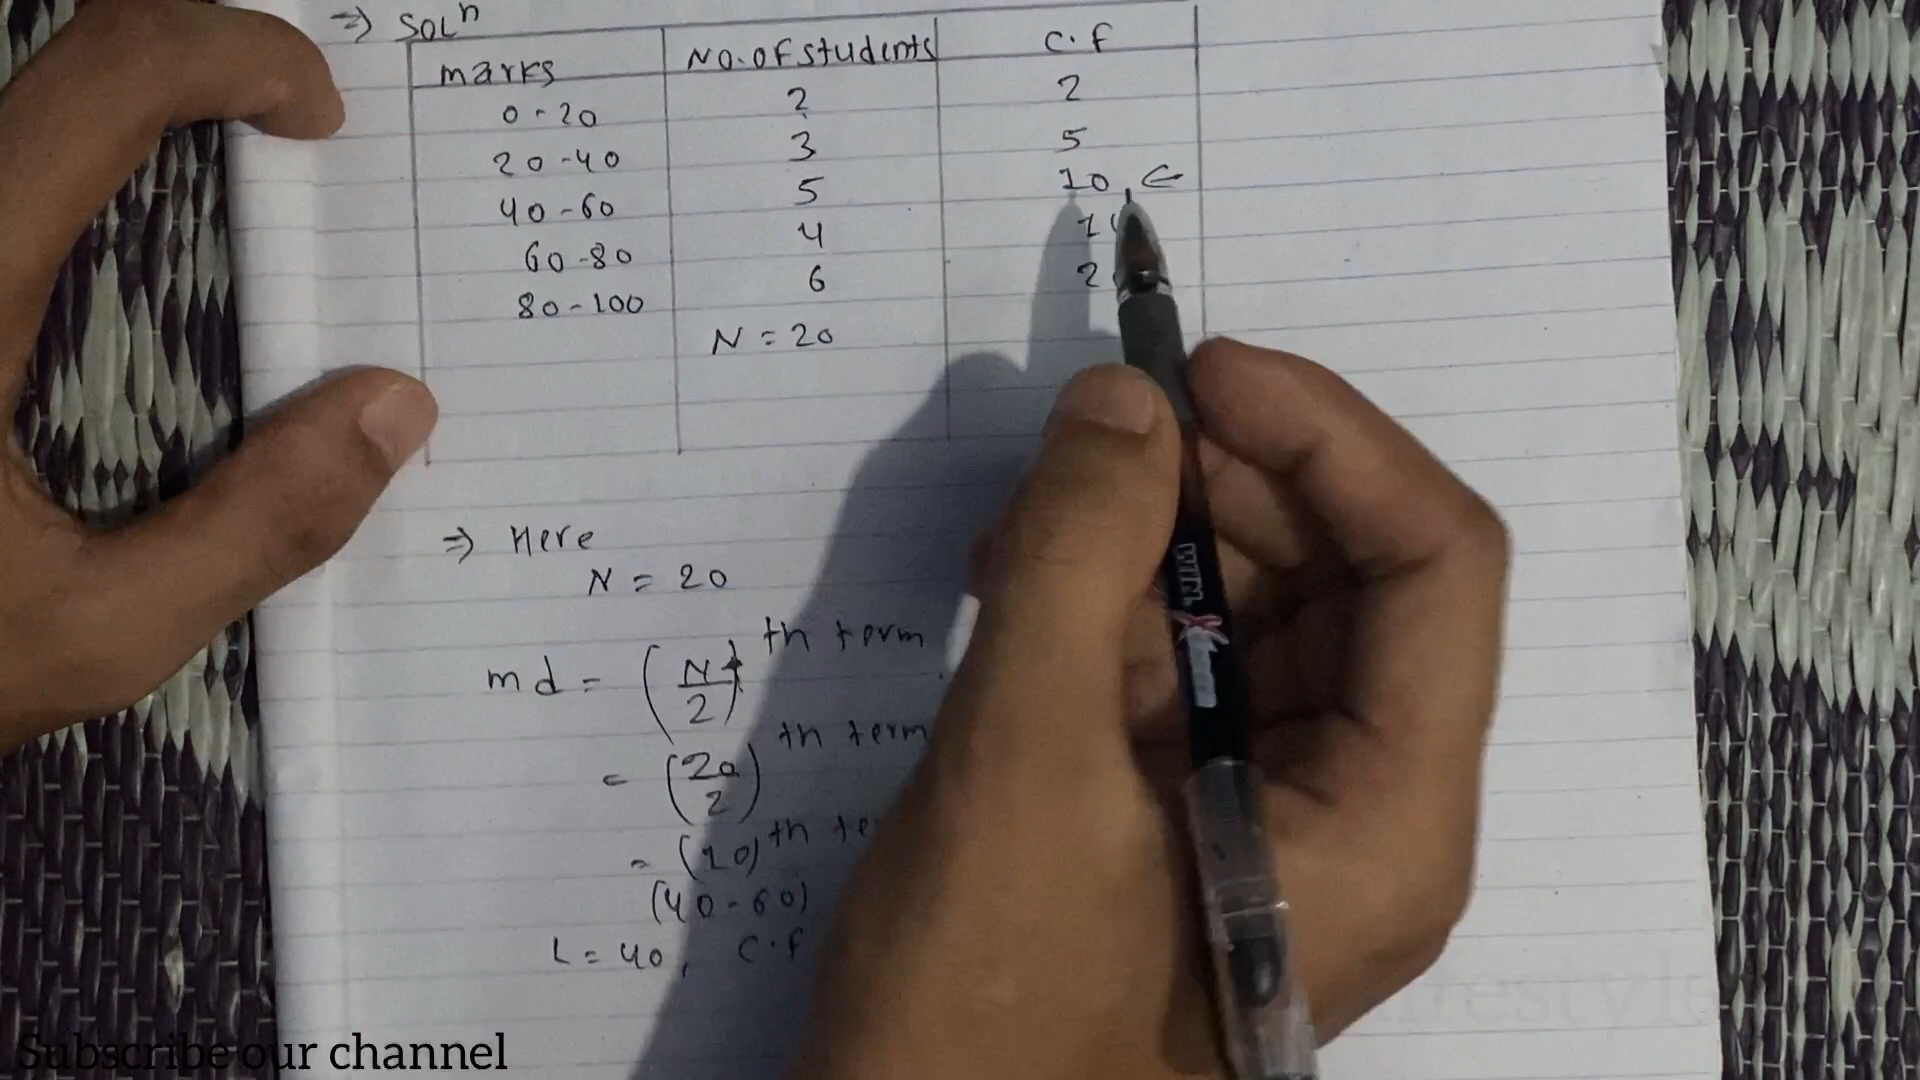 => SOLⁿ
marks No. of students C.F
0-20 2 2
20-40 3 5
40-60 5 10 ←
60-80 4
80-100 6
N = 20
=> Here
N = 20
md = (N/2) th term
= (20/2) th term
= (10) th
(40-60)
L = 40, C.F
Subscribe our channel